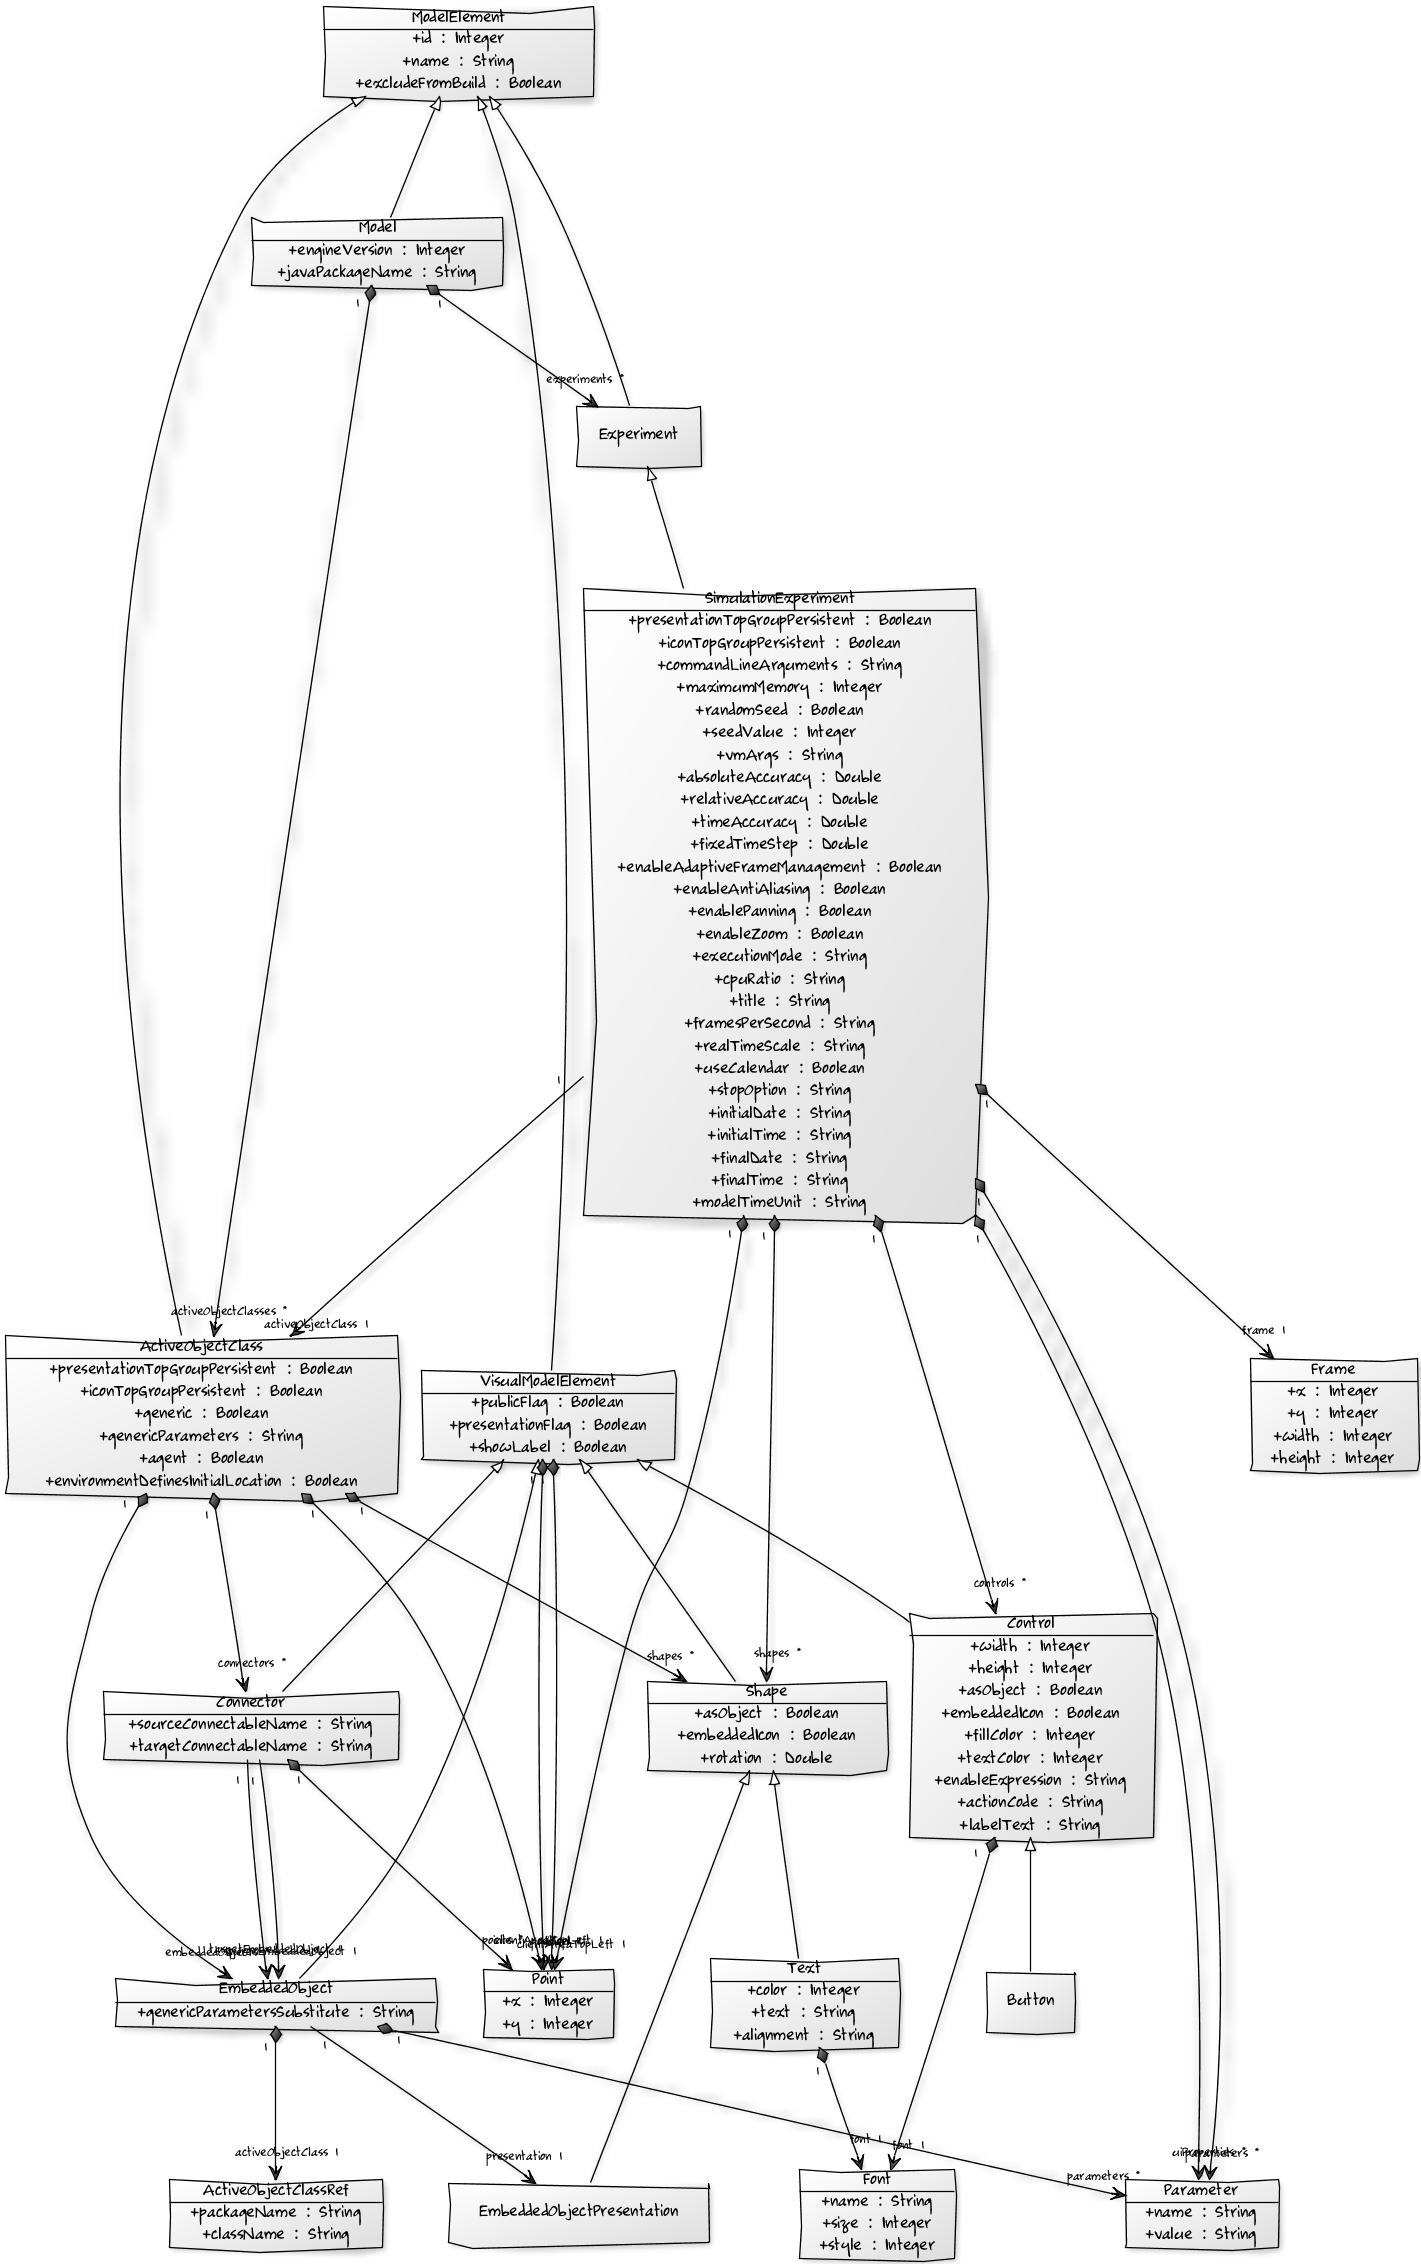 ModelElement
+id : Integer
+name : String
+excludeFromBuild : Boolean
Model
+engineVersion : Integer
+javaPackageName : String
1
1
experiments *
Experiment
SimulationExperiment
+presentationTopGroupPersistent : Boolean
+iconTopGroupPersistent : Boolean
+commandLineArguments : String
+maximumMemory : Integer
+randomSeed : Boolean
+seedValue : Integer
+vmArgs : String
+absoluteAccuracy : Double
+relativeAccuracy : Double
+timeAccuracy : Double
+fixedTimeStep : Double
+enableAdaptiveFrameManagement : Boolean
+enableAntiAliasing : Boolean
+enablePanning : Boolean
+enableZoom : Boolean
+executionMode : String
+cpuRatio : String
+title : String
+framesPerSecond : String
+realTimeScale : String
+useCalendar : Boolean
+stopOption : String
+initialDate : String
+initialTime : String
+finalDate : String
+finalTime : String
+modelTimeUnit : String
1
1
1
1
1
1
1
activeObjectClasses *
activeObjectClass 1
frame 1
ActiveObjectClass
+presentationTopGroupPersistent : Boolean
+iconTopGroupPersistent : Boolean
+generic : Boolean
+genericParameters : String
+agent : Boolean
+environmentDefinesInitialLocation : Boolean
1
1
1
1
VisualModelElement
+publicFlag : Boolean
+presentationFlag : Boolean
+showLabel : Boolean
Frame
+x : Integer
+y : Integer
+width : Integer
+height : Integer
controls *
Control
+width : Integer
+height : Integer
+asObject : Boolean
+embeddedIcon : Boolean
+fillColor : Integer
+textColor : Integer
+enableExpression : String
+actionCode : String
+labelText : String
1
connectors *
shapes *
shapes *
Connector
+sourceConnectableName : String
+targetConnectableName : String
1
1
1
Shape
+asObject : Boolean
+embeddedIcon : Boolean
+rotation : Double
EmbeddedObject
+genericParametersSubstitute : String
1
1
1
Point
+x : Integer
+y : Integer
Text
+color : Integer
+text : String
+alignment : String
1
Button
activeObjectClass 1
presentation 1
font 1
font 1
parameters *
ActiveObjectClassRef
+packageName : String
+className : String
EmbeddedObjectPresentation
Font
+name : String
+size : Integer
+style : Integer
Parameter
+name : String
+value : String